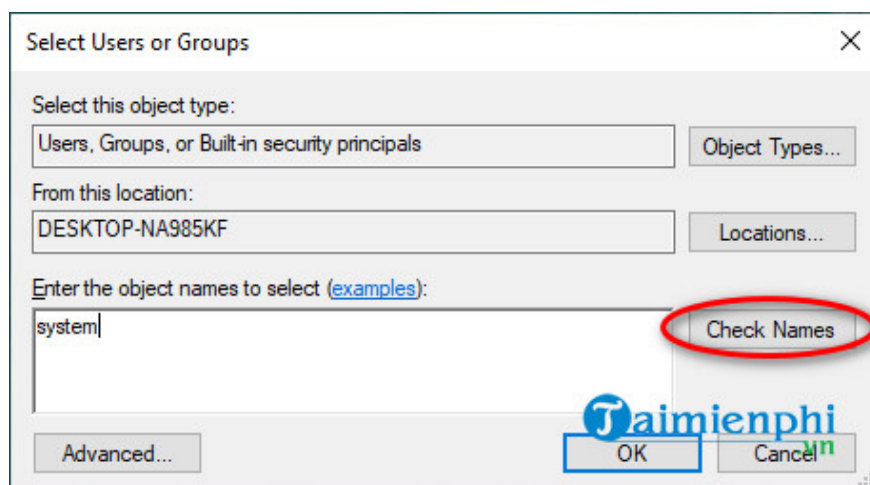 Select Users or Groups
Select this object type:
Users, Groups, or Built-in security principals
Object Types...
From this location:
DESKTOP-NA985KF
Locations...
Enter the object names to select (examples):
system
Check Names
Taimienphi
.vn
Advanced...
OK
Cancel